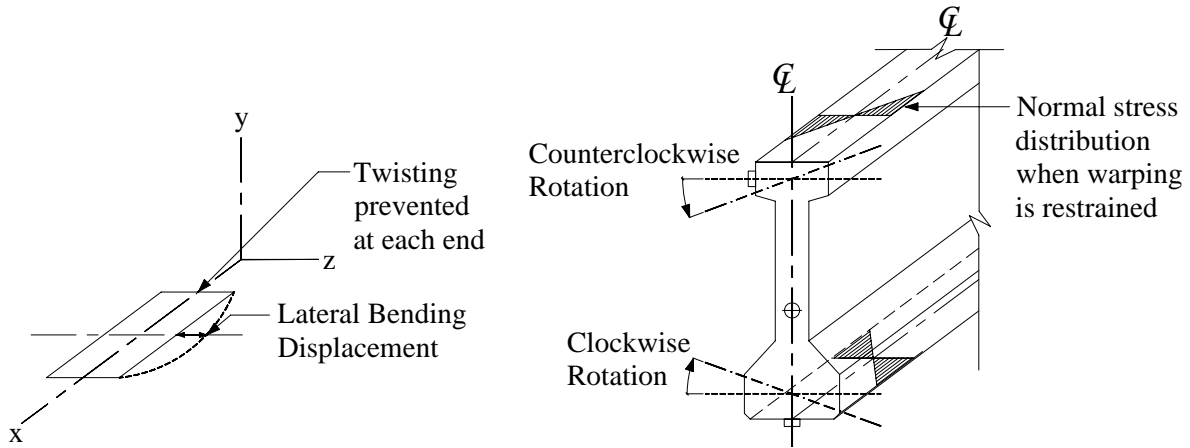 y
Twisting
prevented
at each end
z
Lateral Bending
Displacement
x
℄
℄
Normal stress
distribution
when warping
is restrained
Counterclockwise
Rotation
Clockwise
Rotation